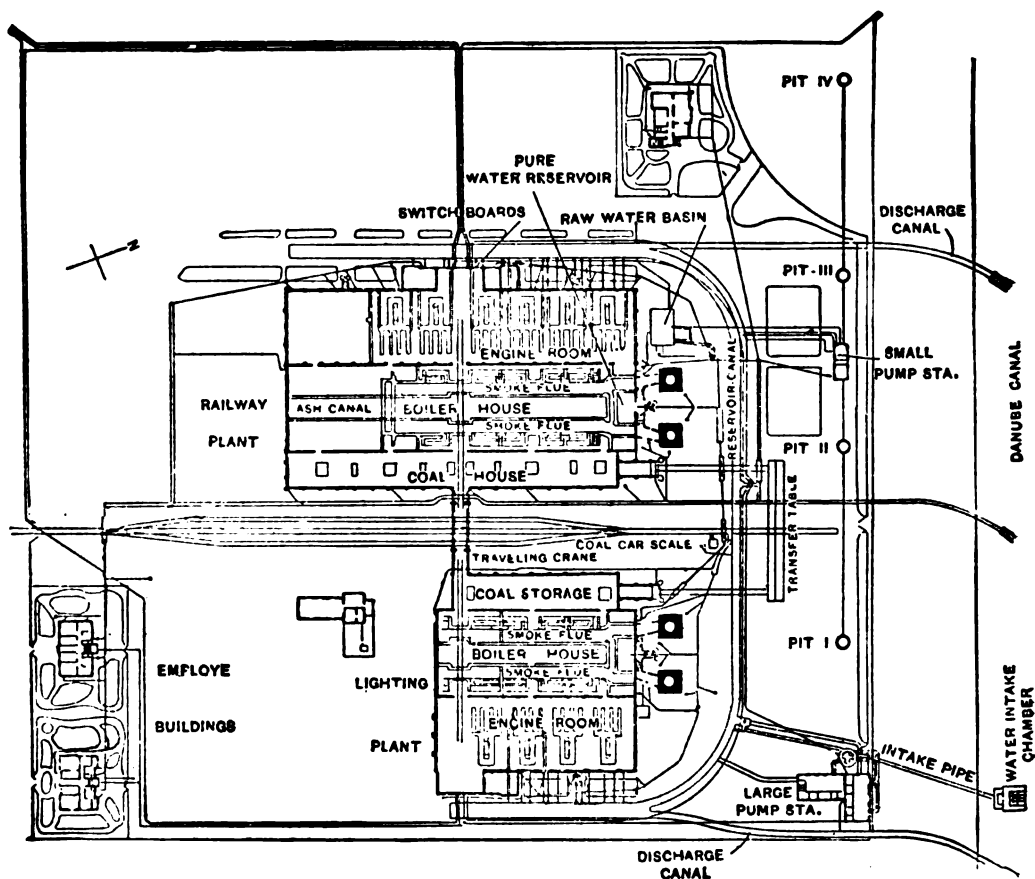 PIT IV
PURE
WATER RESERVOIR
SWITCH BOARDS
RAW WATER BASIN
DISCHARGE
CANAL
N
PIT-III
ENGINE ROOM
SMOKE FLUE
SMALL
PUMP STA.
RAILWAY
PLANT
ASH CANAL
BOILER HOUSE
SMOKE FLUE
RESERVOIR-CANAL
DANUBE CANAL
PIT II
COAL HOUSE
COAL CAR SCALE
TRAVELING CRANE
TRANSFER TABLE
COAL STORAGE
SMOKE FLUE
BOILER HOUSE
SMOKE FLUE
PIT I
EMPLOYE
BUILDINGS
LIGHTING
PLANT
ENGINE ROOM
WATER INTAKE
CHAMBER
INTAKE PIPE
LARGE
PUMP STA.
DISCHARGE
CANAL